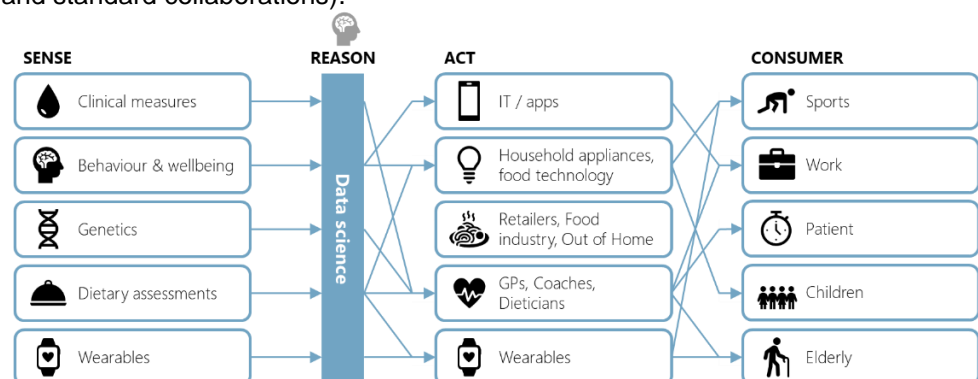 and standard collaborations).
SENSE
REASON
ACT
CONSUMER
Clinical measures
IT / apps
Sports
Behaviour & wellbeing
Household appliances,
food technology
Work
Data science
Genetics
Retailers, Food
industry, Out of Home
Patient
Dietary assessments
GPs, Coaches,
Dieticians
Children
Wearables
Wearables
Elderly